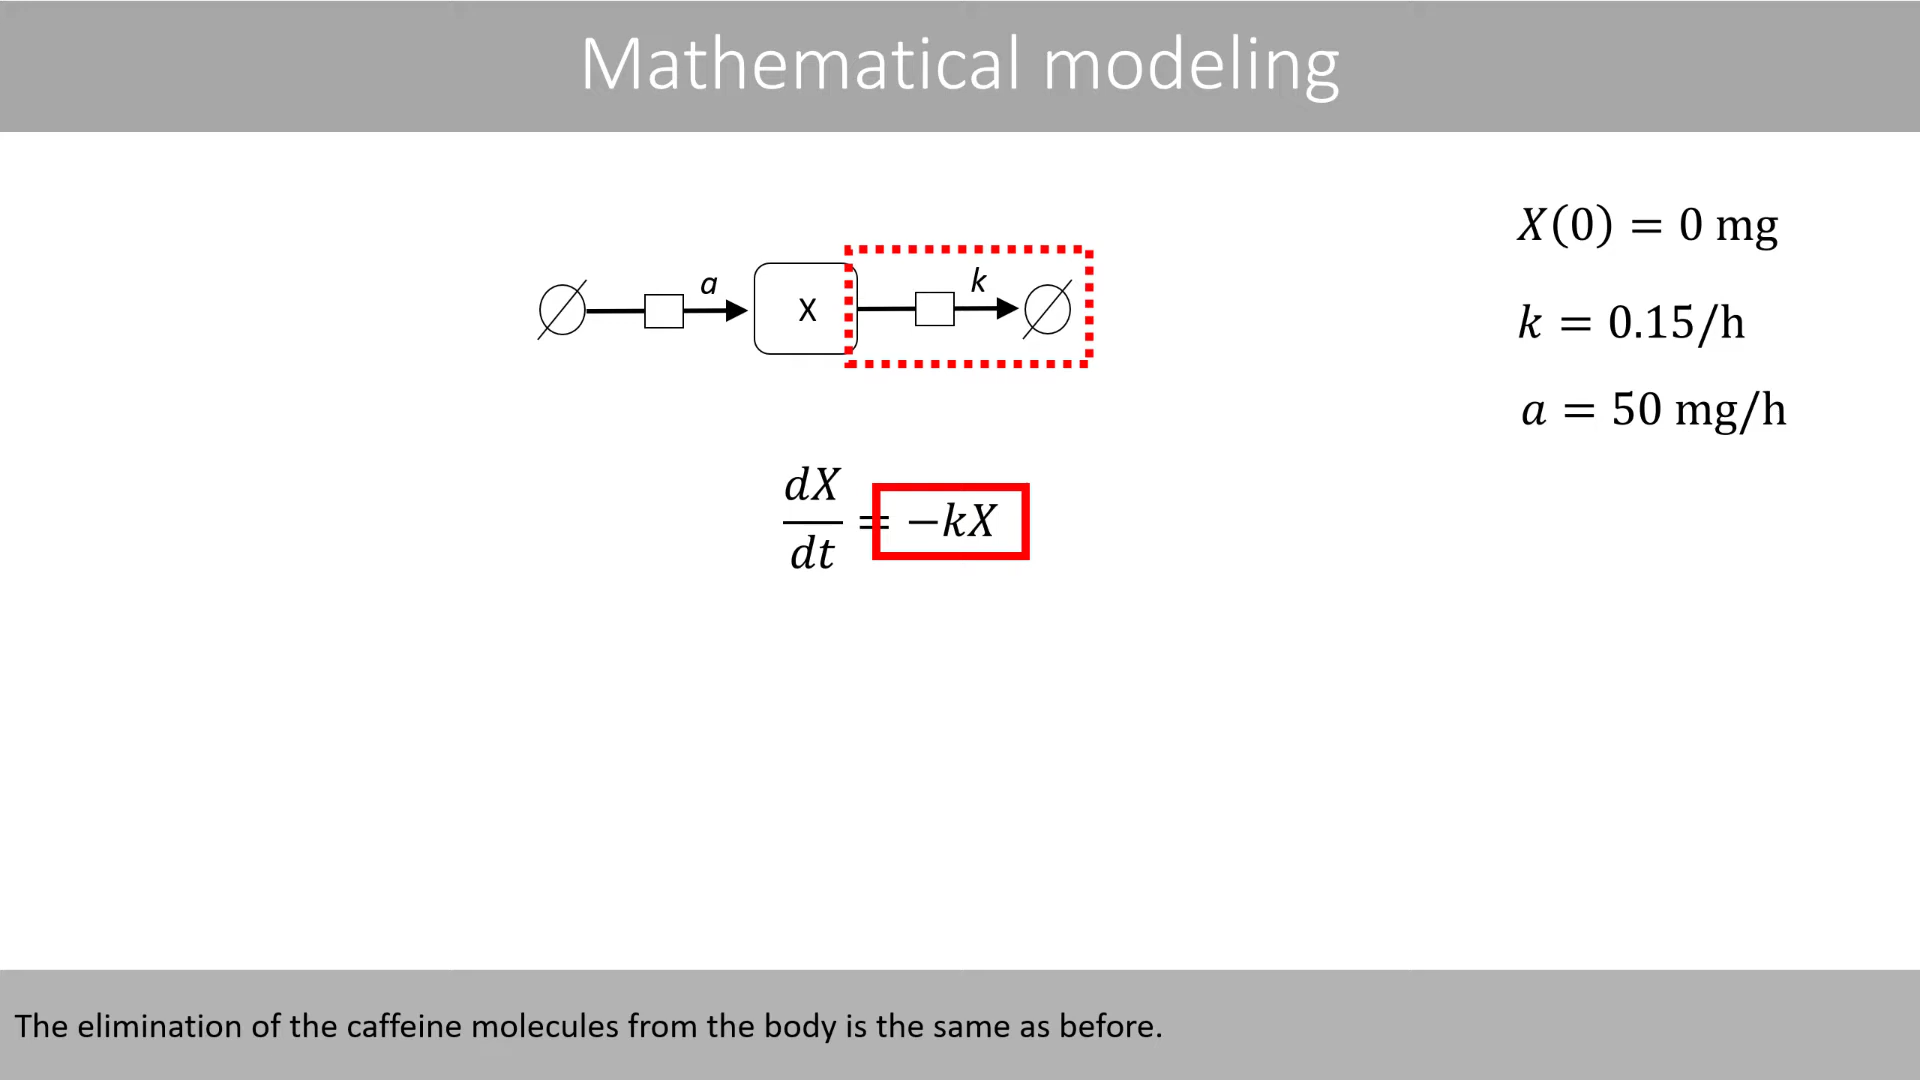 Mathematical modeling
∅ a X k ∅
X(0) = 0 mg
k = 0.15/h
a = 50 mg/h
dX/dt = −kX
The elimination of the caffeine molecules from the body is the same as before.